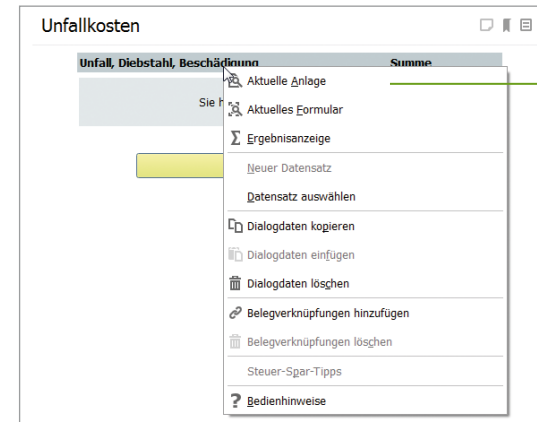 Unfallkosten
Unfall, Diebstahl, Beschädigung Summe
Sie h
Aktuelle Anlage
Aktuelles Formular
Ergebnisanzeige
Neuer Datensatz
Datensatz auswählen
Dialogdaten kopieren
Dialogdaten einfügen
Dialogdaten löschen
Belegverknüpfungen hinzufügen
Belegverknüpfungen löschen
Steuer-Spar-Tipps
Bedienhinweise